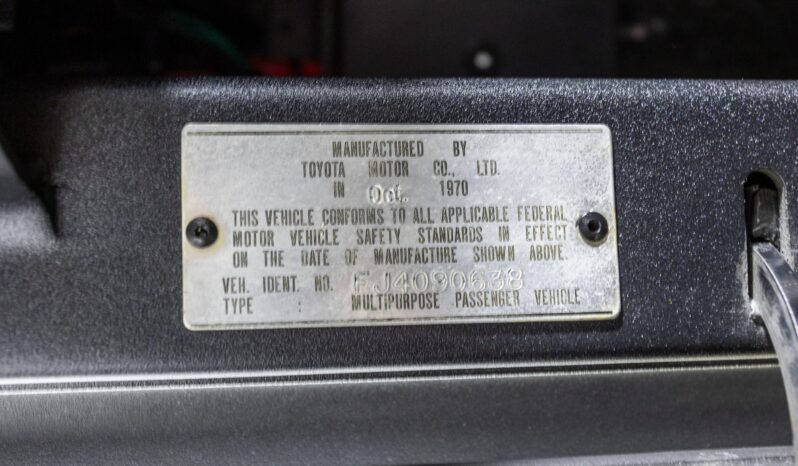 MANUFACTURED BY
TOYOTA MOTOR CO., LTD.
IN Oct. 1970
THIS VEHICLE CONFORMS TO ALL APPLICABLE FEDERAL
MOTOR VEHICLE SAFETY STANDARDS IN EFFECT
ON THE DATE OF MANUFACTURE SHOWN ABOVE.
VEH. IDENT. NO. FJ4090638
TYPE : MULTIPURPOSE PASSENGER VEHICLE